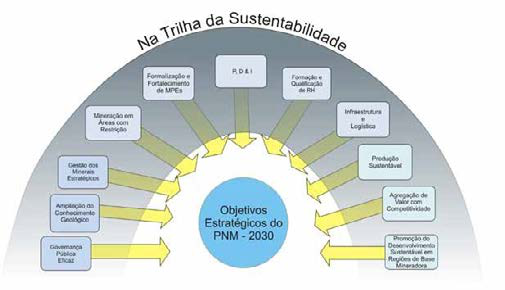 Na Trilha da Sustentabilidade
P, D & I
Formalização e
Fortalecimento
de MPEs
Formação e
Qualificação
de RH
Mineração em
Áreas com
Restrição
Infraestrutura
e
Logística
Gestão dos
Minerais
Estratégicos
Produção
Sustentável
Ampliação do
Conhecimento
Geológico
Agregação de
Valor com
Competitividade
Governança
Pública
Eficaz
Promoção do
Desenvolvimento
Sustentável em
Regiões de Base
Mineradora
Objetivos
Estratégicos do
PNM - 2030